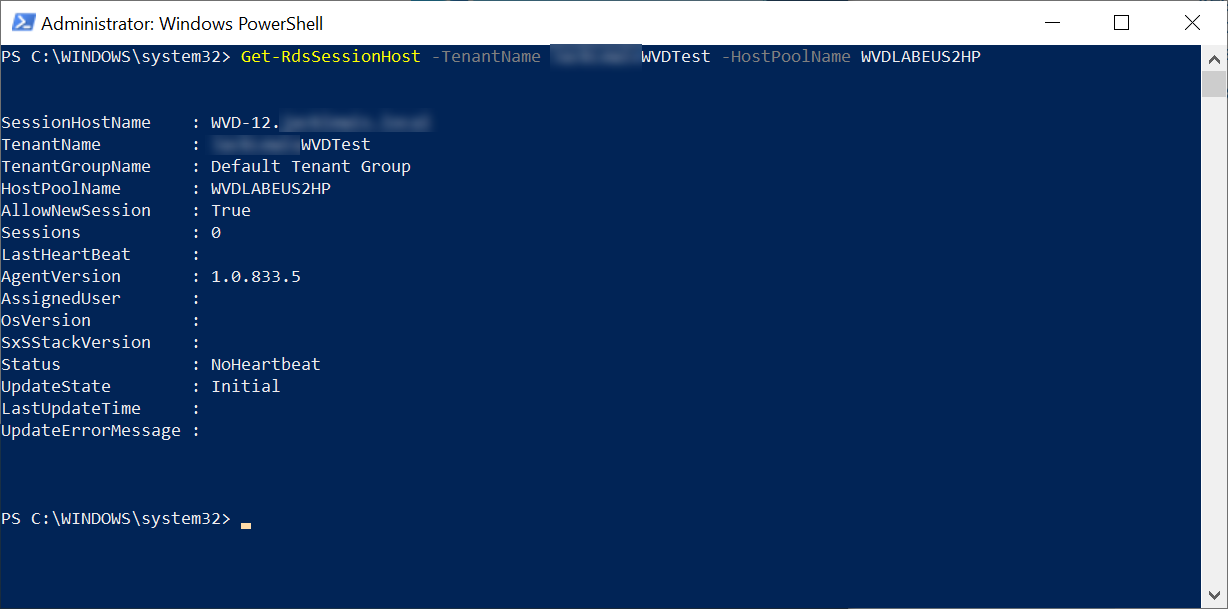 Administrator: Windows PowerShell
PS C:\WINDOWS\system32> Get-RdsSessionHost -TenantName WVDTest -HostPoolName WVDLABEUS2HP
SessionHostName : WVD-12.
TenantName : WVDTest
TenantGroupName : Default Tenant Group
HostPoolName : WVDLABEUS2HP
AllowNewSession : True
Sessions : 0
LastHeartBeat :
AgentVersion : 1.0.833.5
AssignedUser :
OsVersion :
SxSStackVersion :
Status : NoHeartbeat
UpdateState : Initial
LastUpdateTime :
UpdateErrorMessage :
PS C:\WINDOWS\system32>